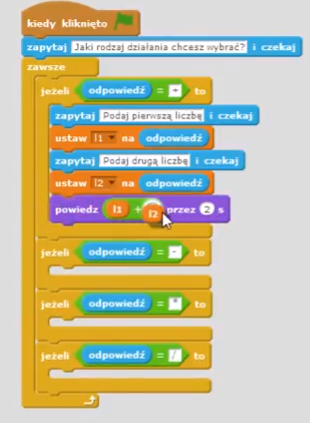 kiedy kliknięto
zapytaj Jaki rodzaj działania chcesz wybrać? i czekaj
zawsze
jeżeli odpowiedź = + to
zapytaj Podaj pierwszą liczbę i czekaj
ustaw l1 na odpowiedź
zapytaj Podaj drugą liczbę i czekaj
ustaw l2 na odpowiedź
powiedz l1 + l2 przez 2 s
jeżeli odpowiedź = - to
jeżeli odpowiedź = * to
jeżeli odpowiedź = / to